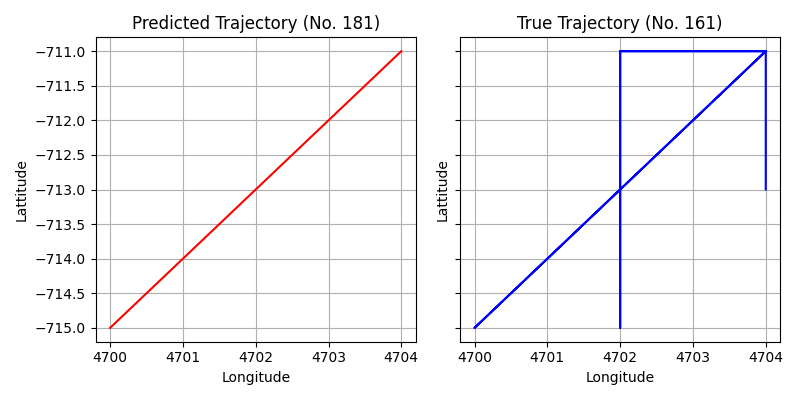 Predicted Trajectory (No. 181)
Lattitude
−711.0
−711.5
−712.0
−712.5
−713.0
−713.5
−714.0
−714.5
−715.0
4700 4701 4702 4703 4704
Longitude
True Trajectory (No. 161)
Lattitude
4700 4701 4702 4703 4704
Longitude